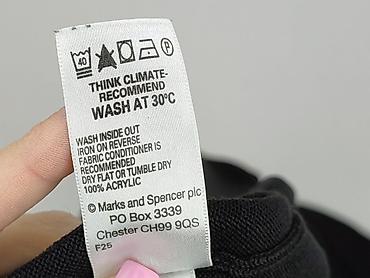 40 P
THINK CLIMATE-
RECOMMEND
WASH AT 30°C
WASH INSIDE OUT
IRON ON REVERSE
FABRIC CONDITIONER IS
RECOMMENDED
DRY FLAT OR TUMBLE DRY
100% ACRYLIC
© Marks and Spencer plc
PO Box 3339
Chester CH99 9QS
F25